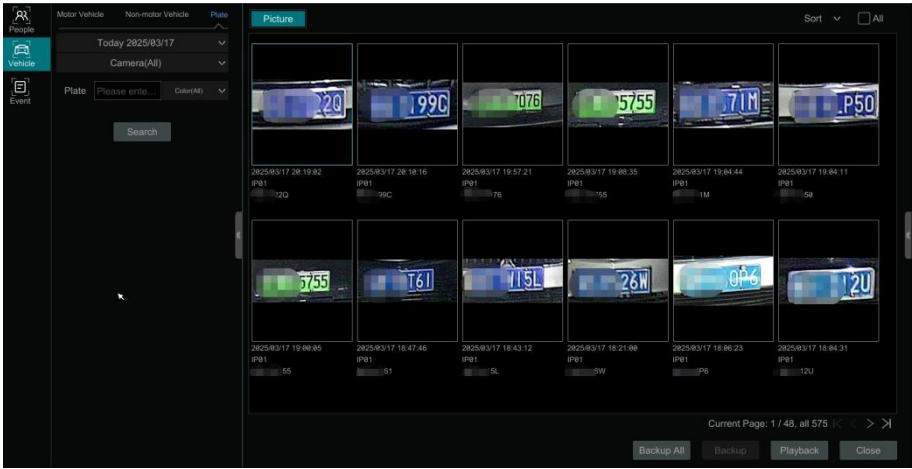 People
Vehicle
Event
Motor Vehicle Non-motor Vehicle Plate
Today 2025/03/17
Camera(All)
Plate Please ente... Color(All)
Search
Picture Sort All
2Q 99C 076 5755 71M P50
2025/03/17 20:19:02 2025/03/17 20:10:16 2025/03/17 19:57:21 2025/03/17 19:08:35 2025/03/17 19:04:44 2025/03/17 19:04:11
IP01 IP01 IP01 IP01 IP01 IP01
2Q 99C 76 55 1M 50
5755 T61 15L 26W 0P6 12U
2025/03/17 19:00:05 2025/03/17 18:47:46 2025/03/17 18:43:12 2025/03/17 18:21:00 2025/03/17 18:06:23 2025/03/17 18:04:31
IP01 IP01 IP01 IP01 IP01 IP01
55 S1 5L 6W P6 12U
Current Page: 1 / 48, all 575
Backup All Backup Playback Close